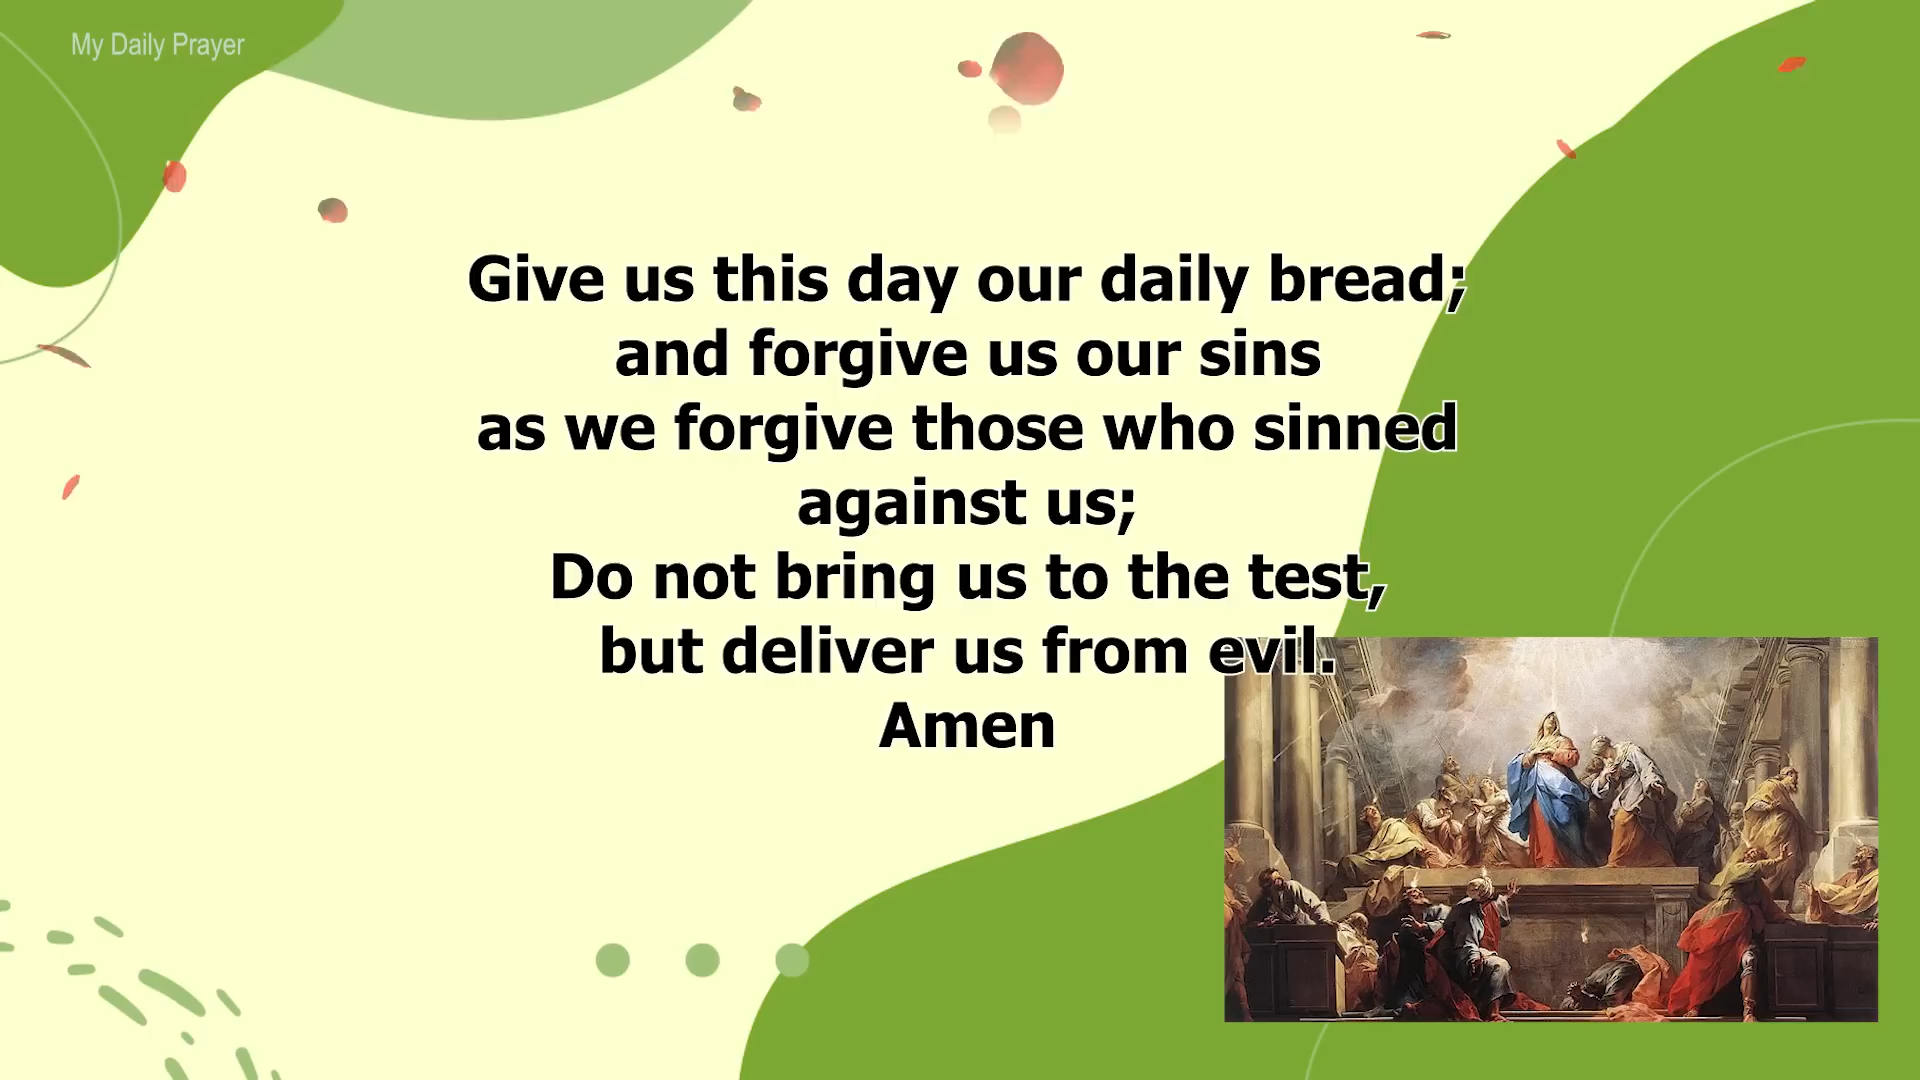 My Daily Prayer
Give us this day our daily bread;
and forgive us our sins
as we forgive those who sinned
against us;
Do not bring us to the test,
but deliver us from evil.
Amen